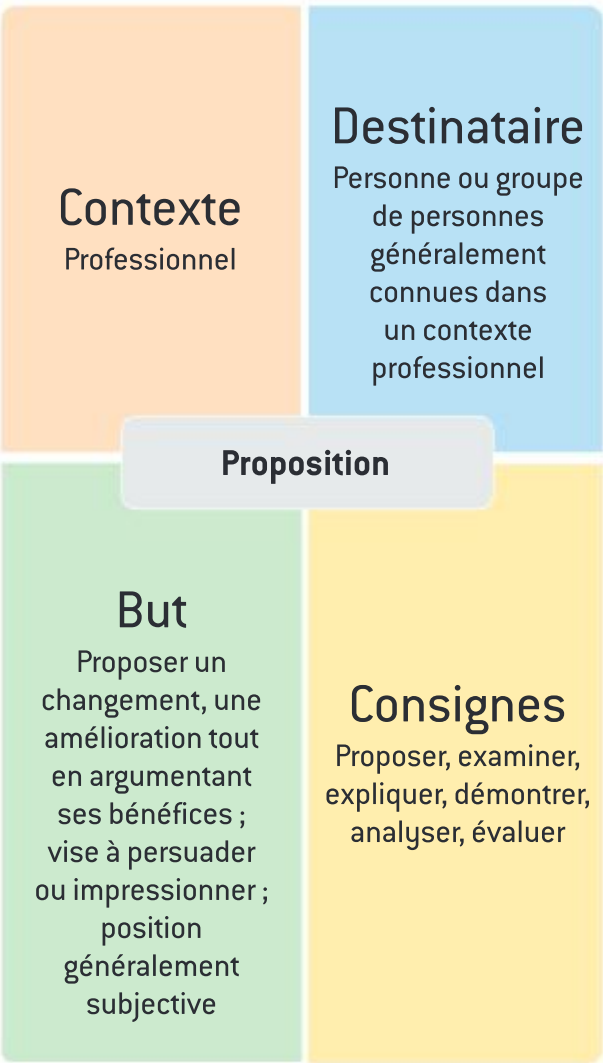 Contexte
Professionnel
Destinataire
Personne ou groupe
de personnes
généralement
connues dans
un contexte
professionnel
Proposition
But
Proposer un
changement, une
amélioration tout
en argumentant
ses bénéfices ;
vise à persuader
ou impressionner ;
position
généralement
subjective
Consignes
Proposer, examiner,
expliquer, démontrer,
analyser, évaluer